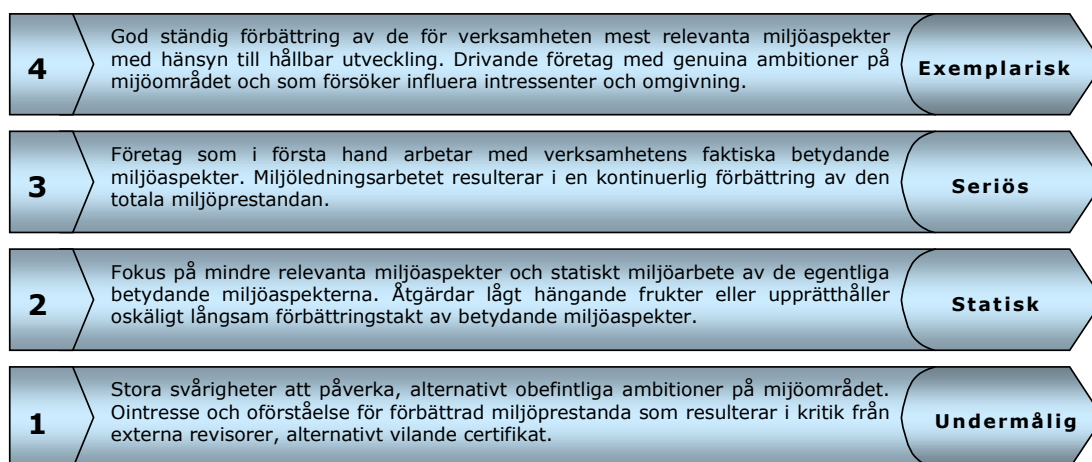 4
God ständig förbättring av de för verksamheten mest relevanta miljöaspekter
med hänsyn till hållbar utveckling. Drivande företag med genuina ambitioner på
mijöområdet och som försöker influera intressenter och omgivning.
Exemplarisk
3
Företag som i första hand arbetar med verksamhetens faktiska betydande
miljöaspekter. Miljöledningsarbetet resulterar i en kontinuerlig förbättring av den
totala miljöprestandan.
Seriös
2
Fokus på mindre relevanta miljöaspekter och statiskt miljöarbete av de egentliga
betydande miljöaspekterna. Åtgärdar lågt hängande frukter eller upprätthåller
oskäligt långsam förbättringstakt av betydande miljöaspekter.
Statisk
1
Stora svårigheter att påverka, alternativt obefintliga ambitioner på mijöområdet.
Ointresse och oförståelse för förbättrad miljöprestanda som resulterar i kritik från
externa revisorer, alternativt vilande certifikat.
Undermålig